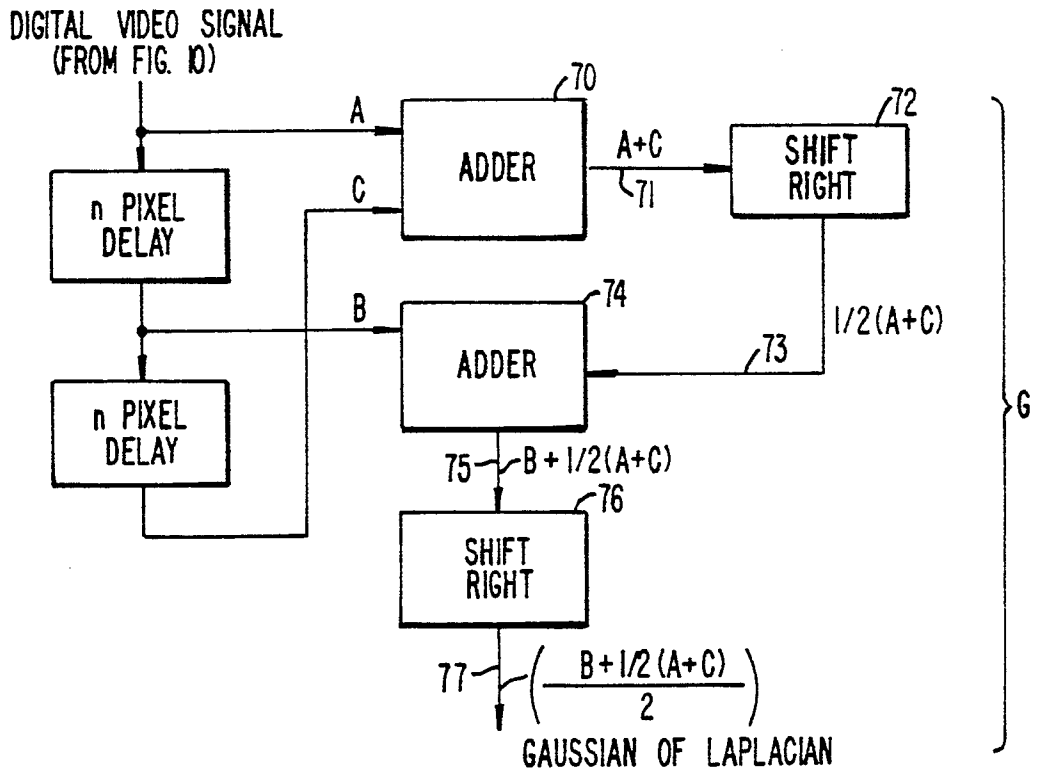 DIGITAL VIDEO SIGNAL
(FROM FIG. 10)
70
A
ADDER
A+C
71
72
SHIFT
RIGHT
n PIXEL
DELAY
C
B
74
ADDER
1/2(A+C)
73
G
n PIXEL
DELAY
75
B+1/2(A+C)
76
SHIFT
RIGHT
77
(B+1/2(A+C)
2)
GAUSSIAN OF LAPLACIAN